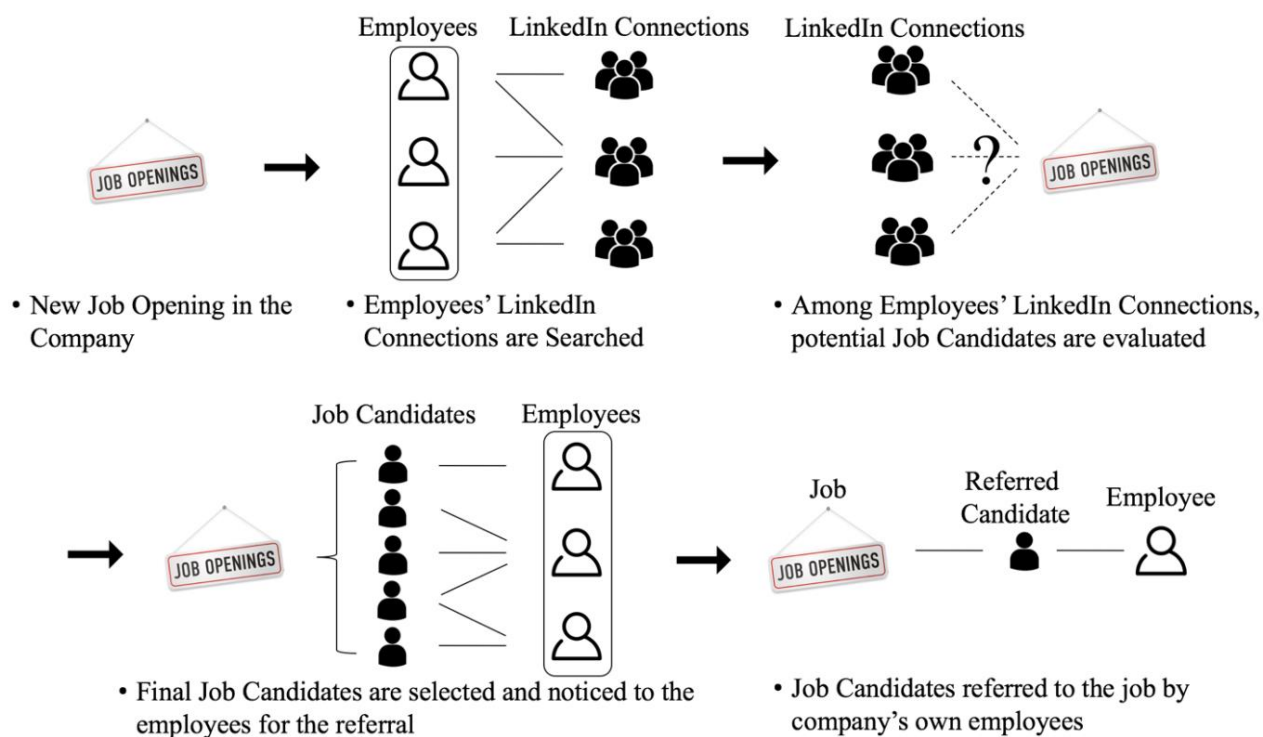 Employees
LinkedIn Connections
LinkedIn Connections
JOB OPENINGS
?
JOB OPENINGS
• New Job Opening in the
Company
• Employees’ LinkedIn
Connections are Searched
• Among Employees’ LinkedIn Connections,
potential Job Candidates are evaluated
Job Candidates
Employees
JOB OPENINGS
Job
Referred
Candidate
Employee
JOB OPENINGS
• Final Job Candidates are selected and noticed to the
employees for the referral
• Job Candidates referred to the job by
company’s own employees